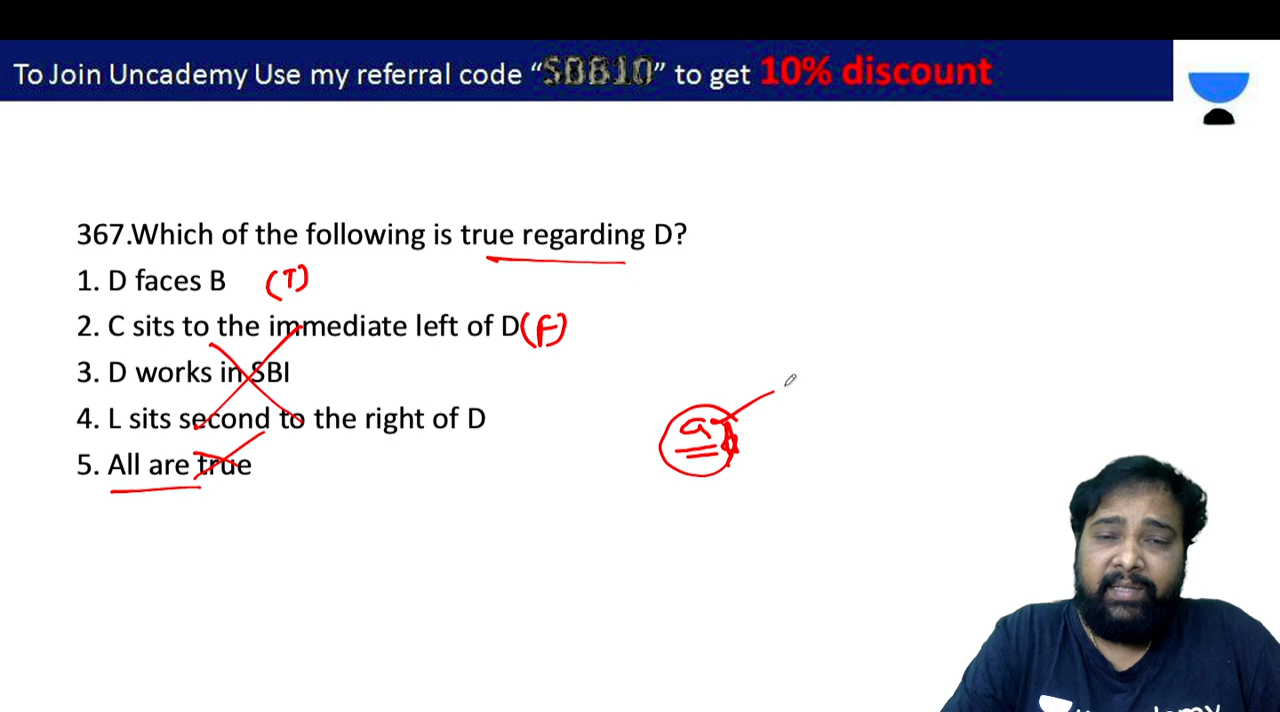 To Join Uncademy Use my referral code “SBB10” to get 10% discount
367.Which of the following is true regarding D?
1. D faces B (T)
2. C sits to the immediate left of D (F)
3. D works in SBI
4. L sits second to the right of D
5. All are true
a